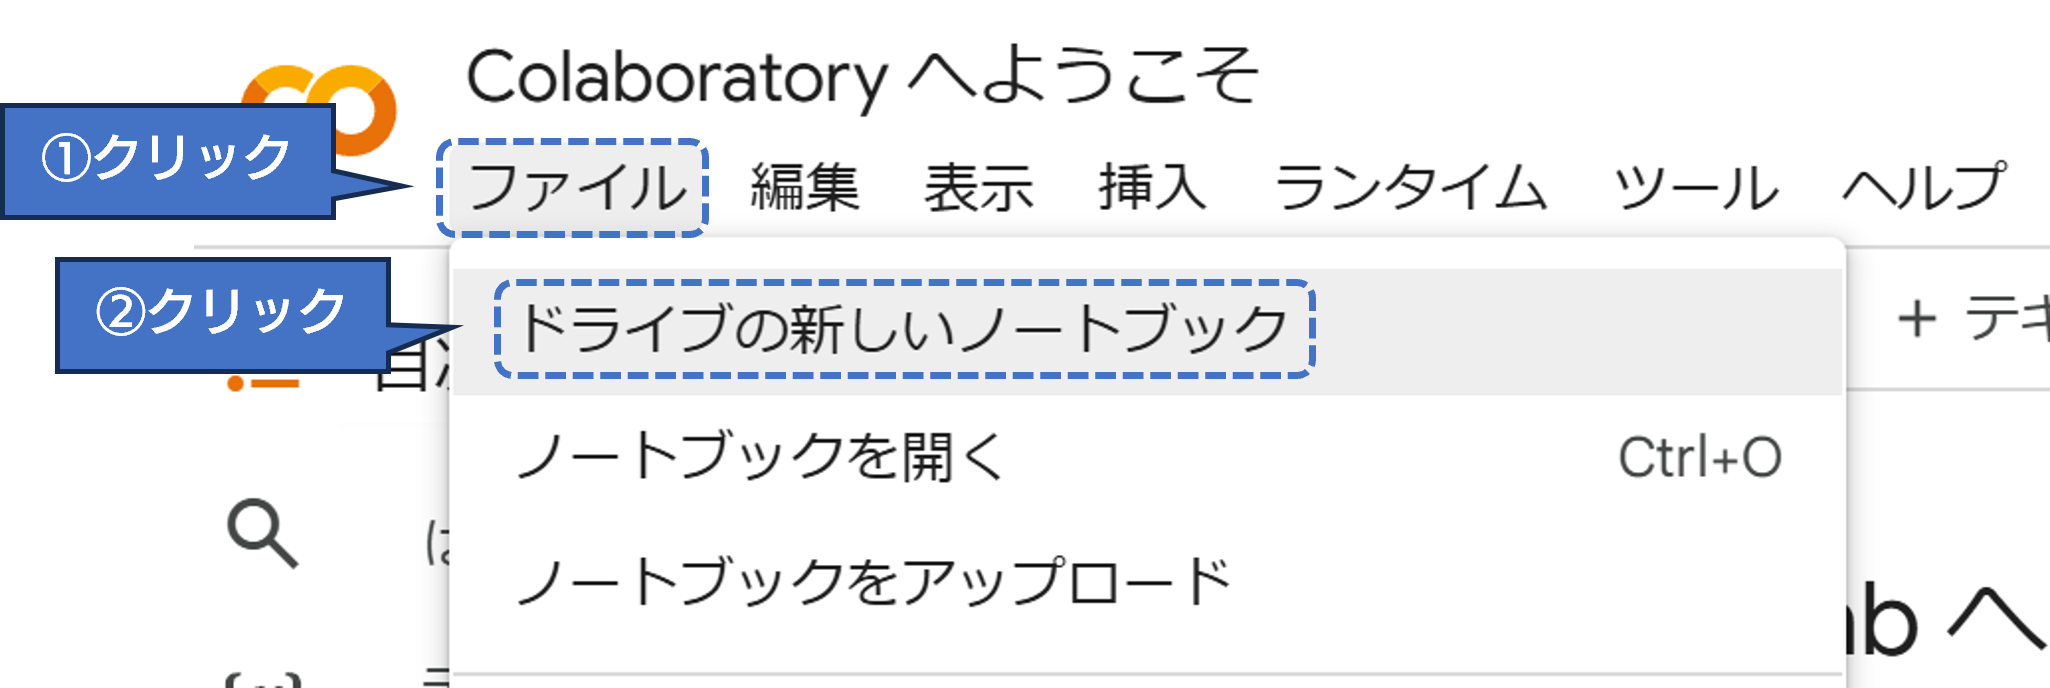 Colaboratory へようこそ
①クリック
ファイル 編集 表示 挿入 ランタイム ツール ヘルプ
②クリック
ドライブの新しいノートブック
+ テキ
目次
ノートブックを開く Ctrl+O
は
ノートブックをアップロード
b へ